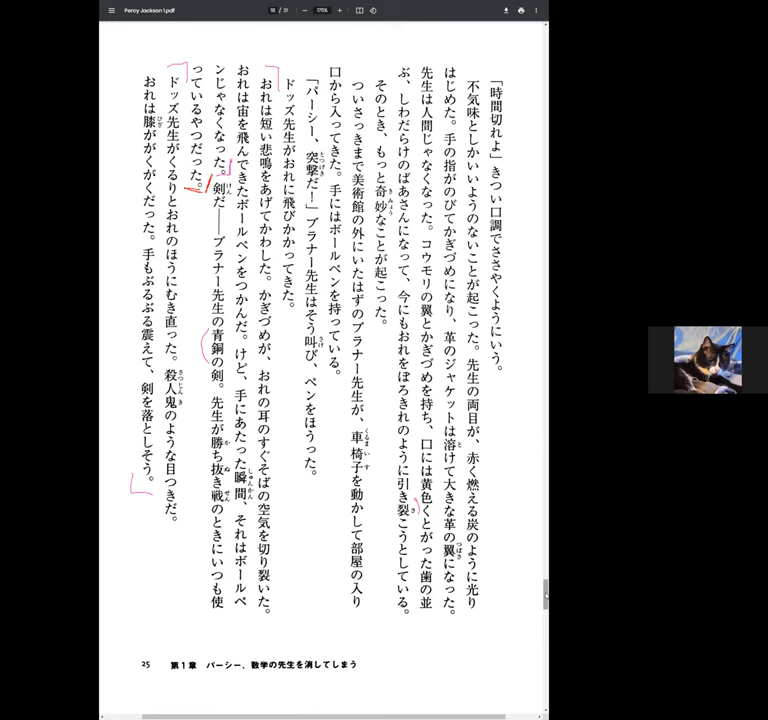 Percy Jackson 1.pdf
18 / 21
175%
「時間切れよ」きつい口調でささやくようにいう。
不気味としかいいようのないことが起こった。先生の両目が、赤く燃える炭のように光り
はじめた。手の指がのびてかぎづめになり、革のジャケットは溶けて大きな革の翼になった。
先生は人間じゃなくなった。コウモリの翼とかぎづめを持ち、口には黄色くとがった歯の並
ぶ、しわだらけのばあさんになって、今にもおれをぼろきれのように引き裂こうとしている。
そのとき、もっと奇妙なことが起こった。
ついさっきまで美術館の外にいたはずのブラナー先生が、車椅子を動かして部屋の入り
口から入ってきた。手にはボールペンを持っている。
「パーシー、突撃だ！」ブラナー先生はそう叫び、ペンをほうった。
ドッズ先生がおれに飛びかかってきた。
おれは短い悲鳴をあげてかわした。かぎづめが、おれの耳のすぐそばの空気を切り裂いた。
おれは宙を飛んできたボールペンをつかんだ。けど、手にあたった瞬間、それはボールペ
ンじゃなくなった。剣だ――ブラナー先生の青銅の剣。先生が勝ち抜き戦のときにいつも使
っているやつだった。
ドッズ先生がくるりとおれのほうにむき直った。殺人鬼のような目つきだ。
おれは膝ががくがくだった。手もぶるぶる震えて、剣を落としそう。
25 第1章 パーシー、数学の先生を消してしまう